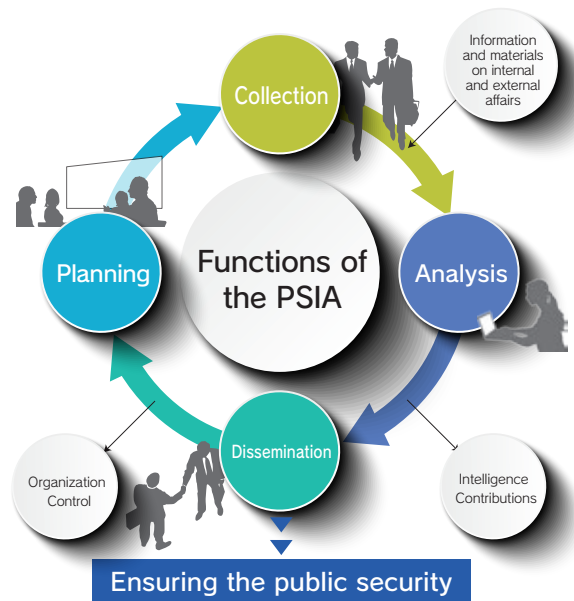 Collection
Information
and materials
on internal
and external
affairs
Planning
Functions of
the PSIA
Analysis
Dissemination
Organization
Control
Intelligence
Contributions
Ensuring the public security